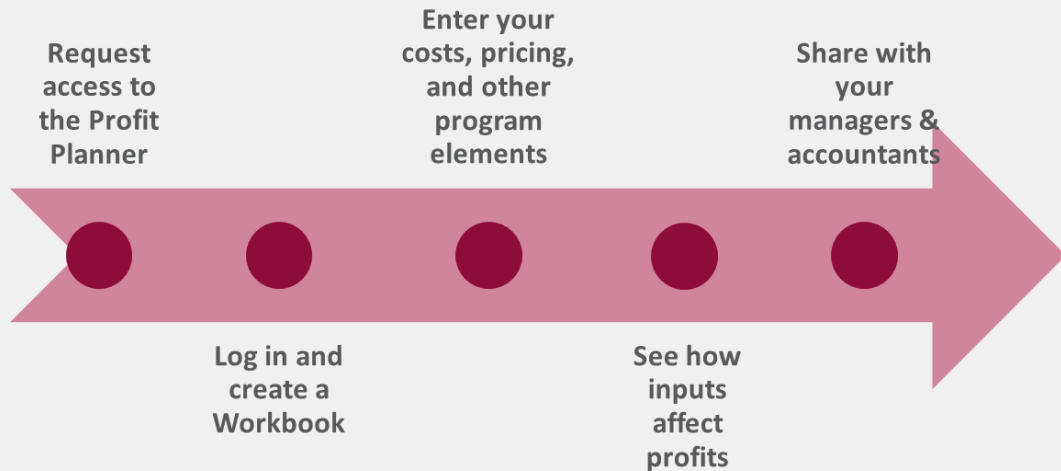 Request
access to
the Profit
Planner
Log in and
create a
Workbook
Enter your
costs, pricing,
and other
program
elements
See how
inputs
affect
profits
Share with
your
managers &
accountants